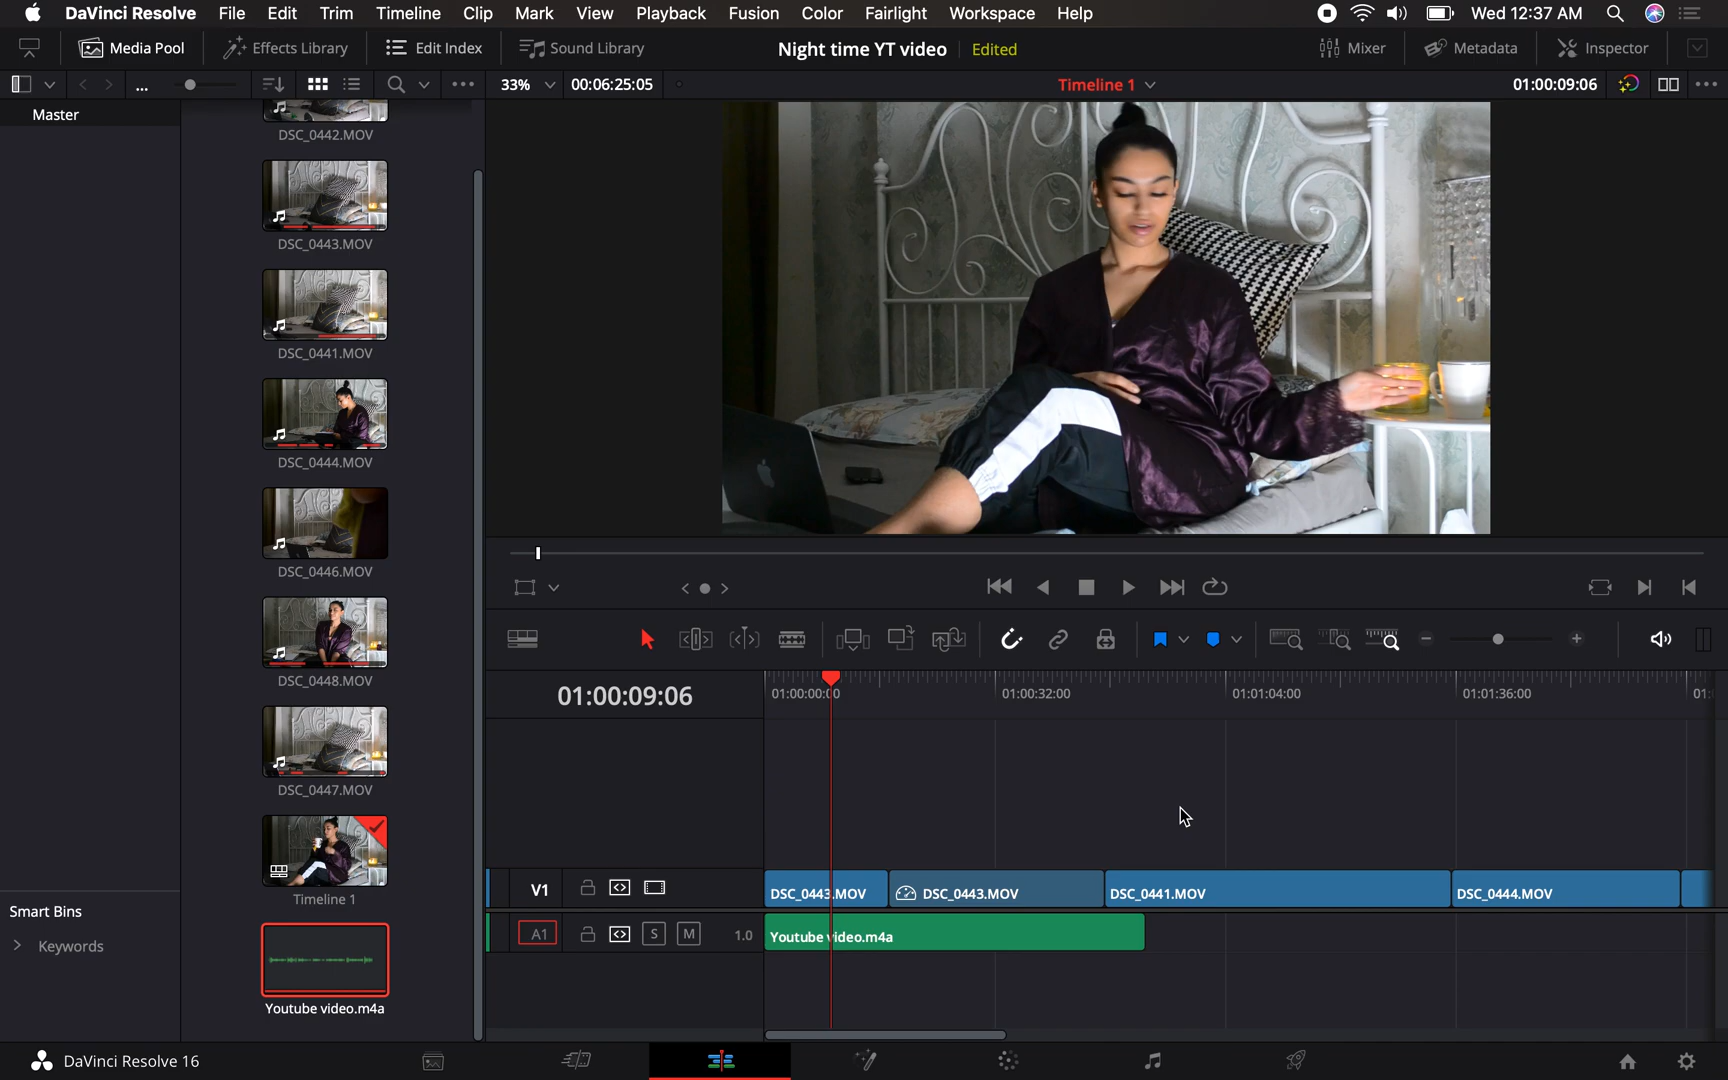 DaVinci Resolve File Edit Trim Timeline Clip Mark View Playback Fusion Color Fairlight Workspace Help Wed 12:37 AM
Media Pool Effects Library Edit Index Sound Library Night time YT video Edited Mixer Metadata Inspector
... 33% 00:06:25:05 Timeline 1 01:00:09:06
Master
DSC_0442.MOV
DSC_0443.MOV
DSC_0441.MOV
DSC_0444.MOV
DSC_0446.MOV
DSC_0448.MOV
DSC_0447.MOV
Timeline 1
Youtube video.m4a
Smart Bins
Keywords
01:00:09:06
01:00:00:00 01:00:32:00 01:01:04:00 01:01:36:00 01:
V1 DSC_0443.MOV DSC_0443.MOV DSC_0441.MOV DSC_0444.MOV
A1 S M 1.0 Youtube video.m4a
DaVinci Resolve 16